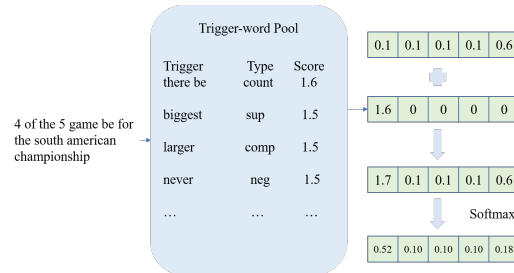 Trigger-word Pool
Trigger Type Score
there be count 1.6
biggest sup 1.5
larger comp 1.5
never neg 1.5
… … …
4 of the 5 game be for
the south american
championship
0.1 0.1 0.1 0.1 0.6
1.6 0 0 0 0
1.7 0.1 0.1 0.1 0.6
Softmax
0.52 0.10 0.10 0.10 0.18